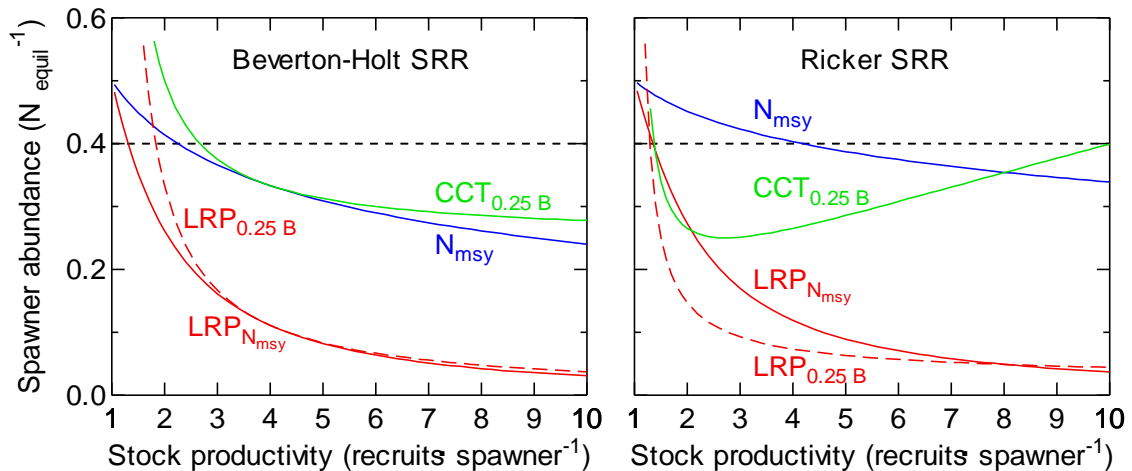 Spawner abundance (N equil⁻¹)
0.6
0.4
0.2
0.0
Beverton-Holt SRR
CCT0.25 B
LRP0.25 B
Nmsy
LRPNmsy
1 2 3 4 5 6 7 8 9 10
Stock productivity (recruits• spawner⁻¹)
Ricker SRR
Nmsy
CCT0.25 B
LRPNmsy
LRP0.25 B
1 2 3 4 5 6 7 8 9 10
Stock productivity (recruits• spawner⁻¹)